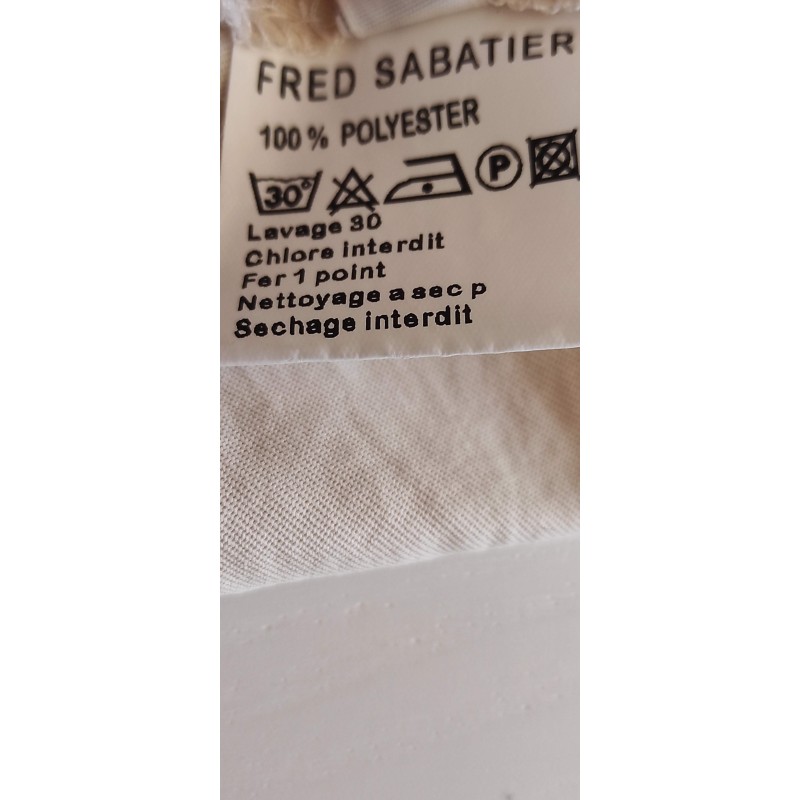 FRED SABATIER
100% POLYESTER
30° P
Lavage 30
Chlore interdit
Fer 1 point
Nettoyage a sec p
Sechage interdit